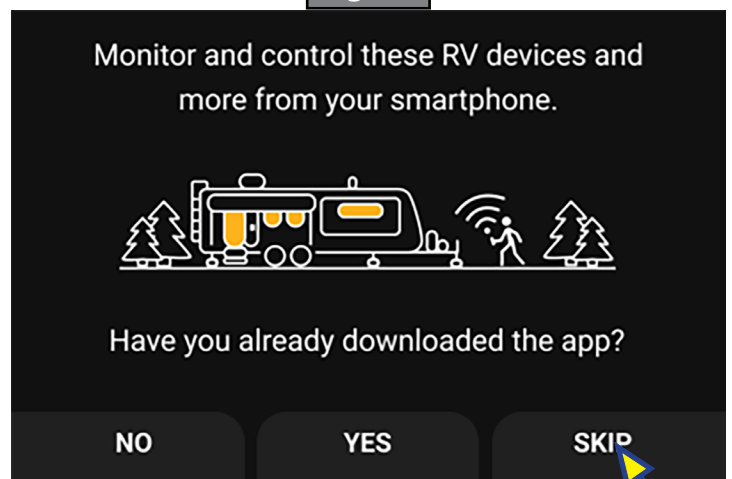 Monitor and control these RV devices and
more from your smartphone.
Have you already downloaded the app?
NO
YES
SKIP